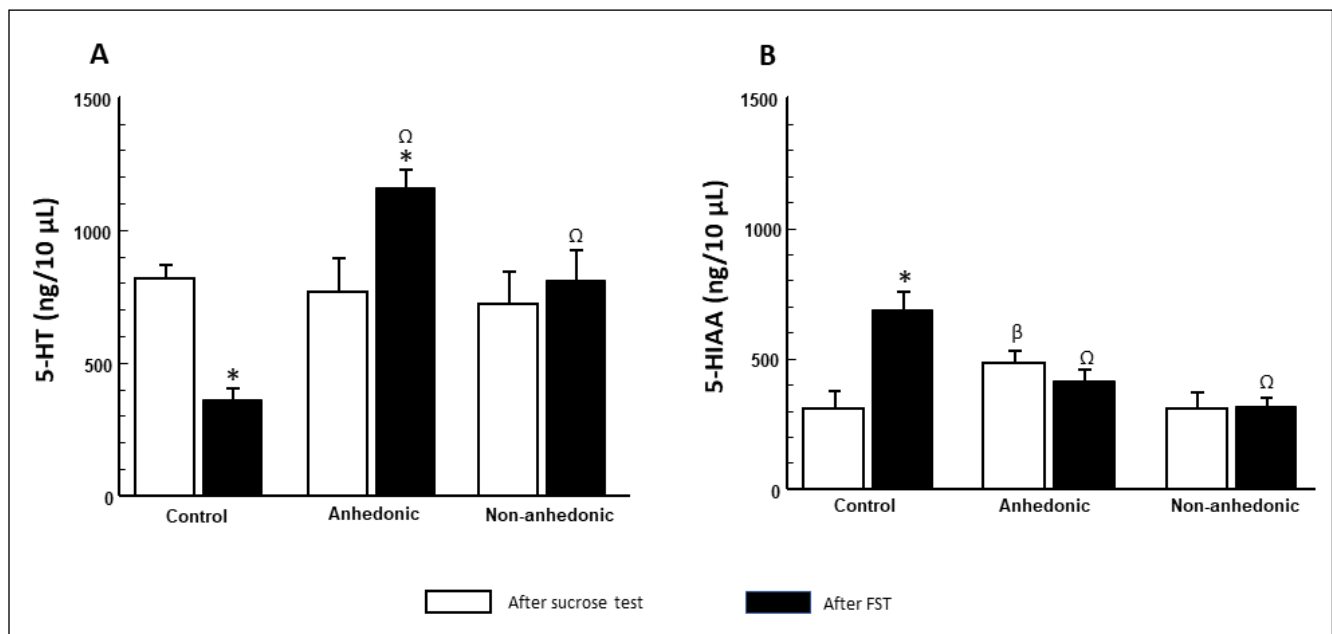 A
5-HT (ng/10 µL)
1500
1000
500
0
*
Ω
*
Ω
Control
Anhedonic
Non-anhedonic
B
5-HIAA (ng/10 µL)
1500
1000
500
0
*
β
Ω
Ω
Control
Anhedonic
Non-anhedonic
After sucrose test
After FST